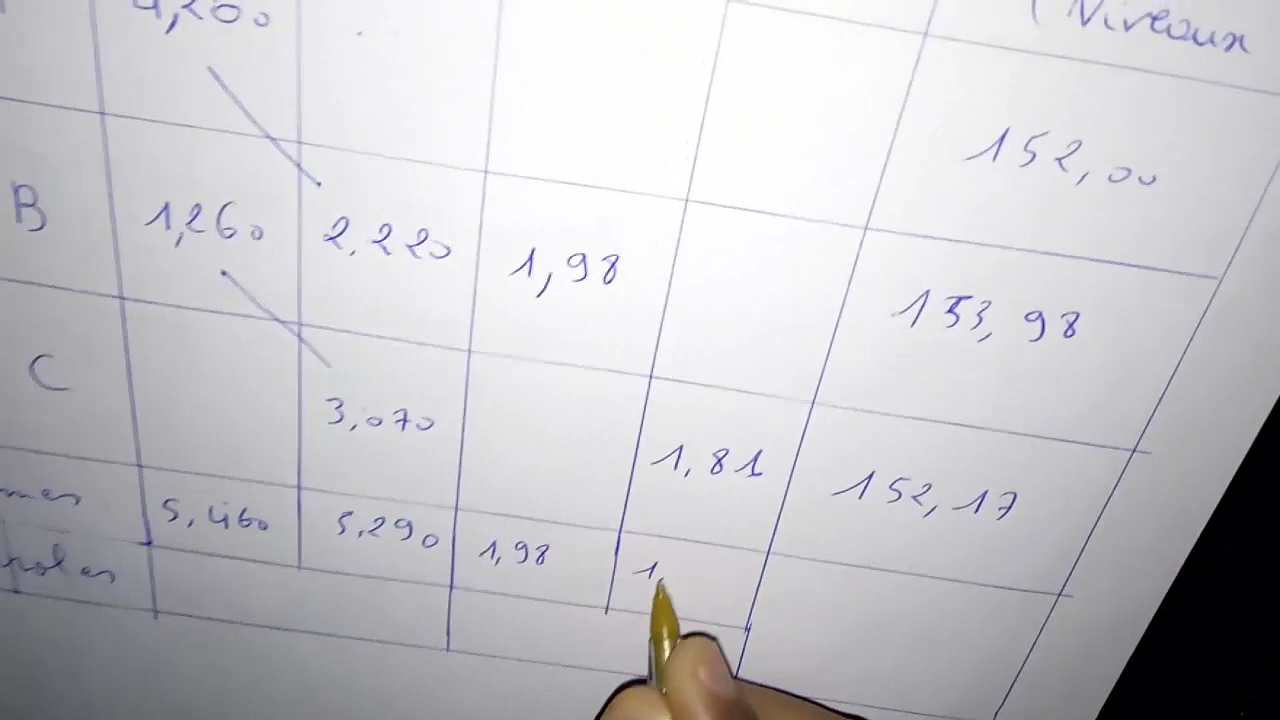 (Niveaux
4,200
152,00
B 1,260 2.220 1,98 153,98
C 3,070 1,81 152,17
5,460 5,290 1,98 1,